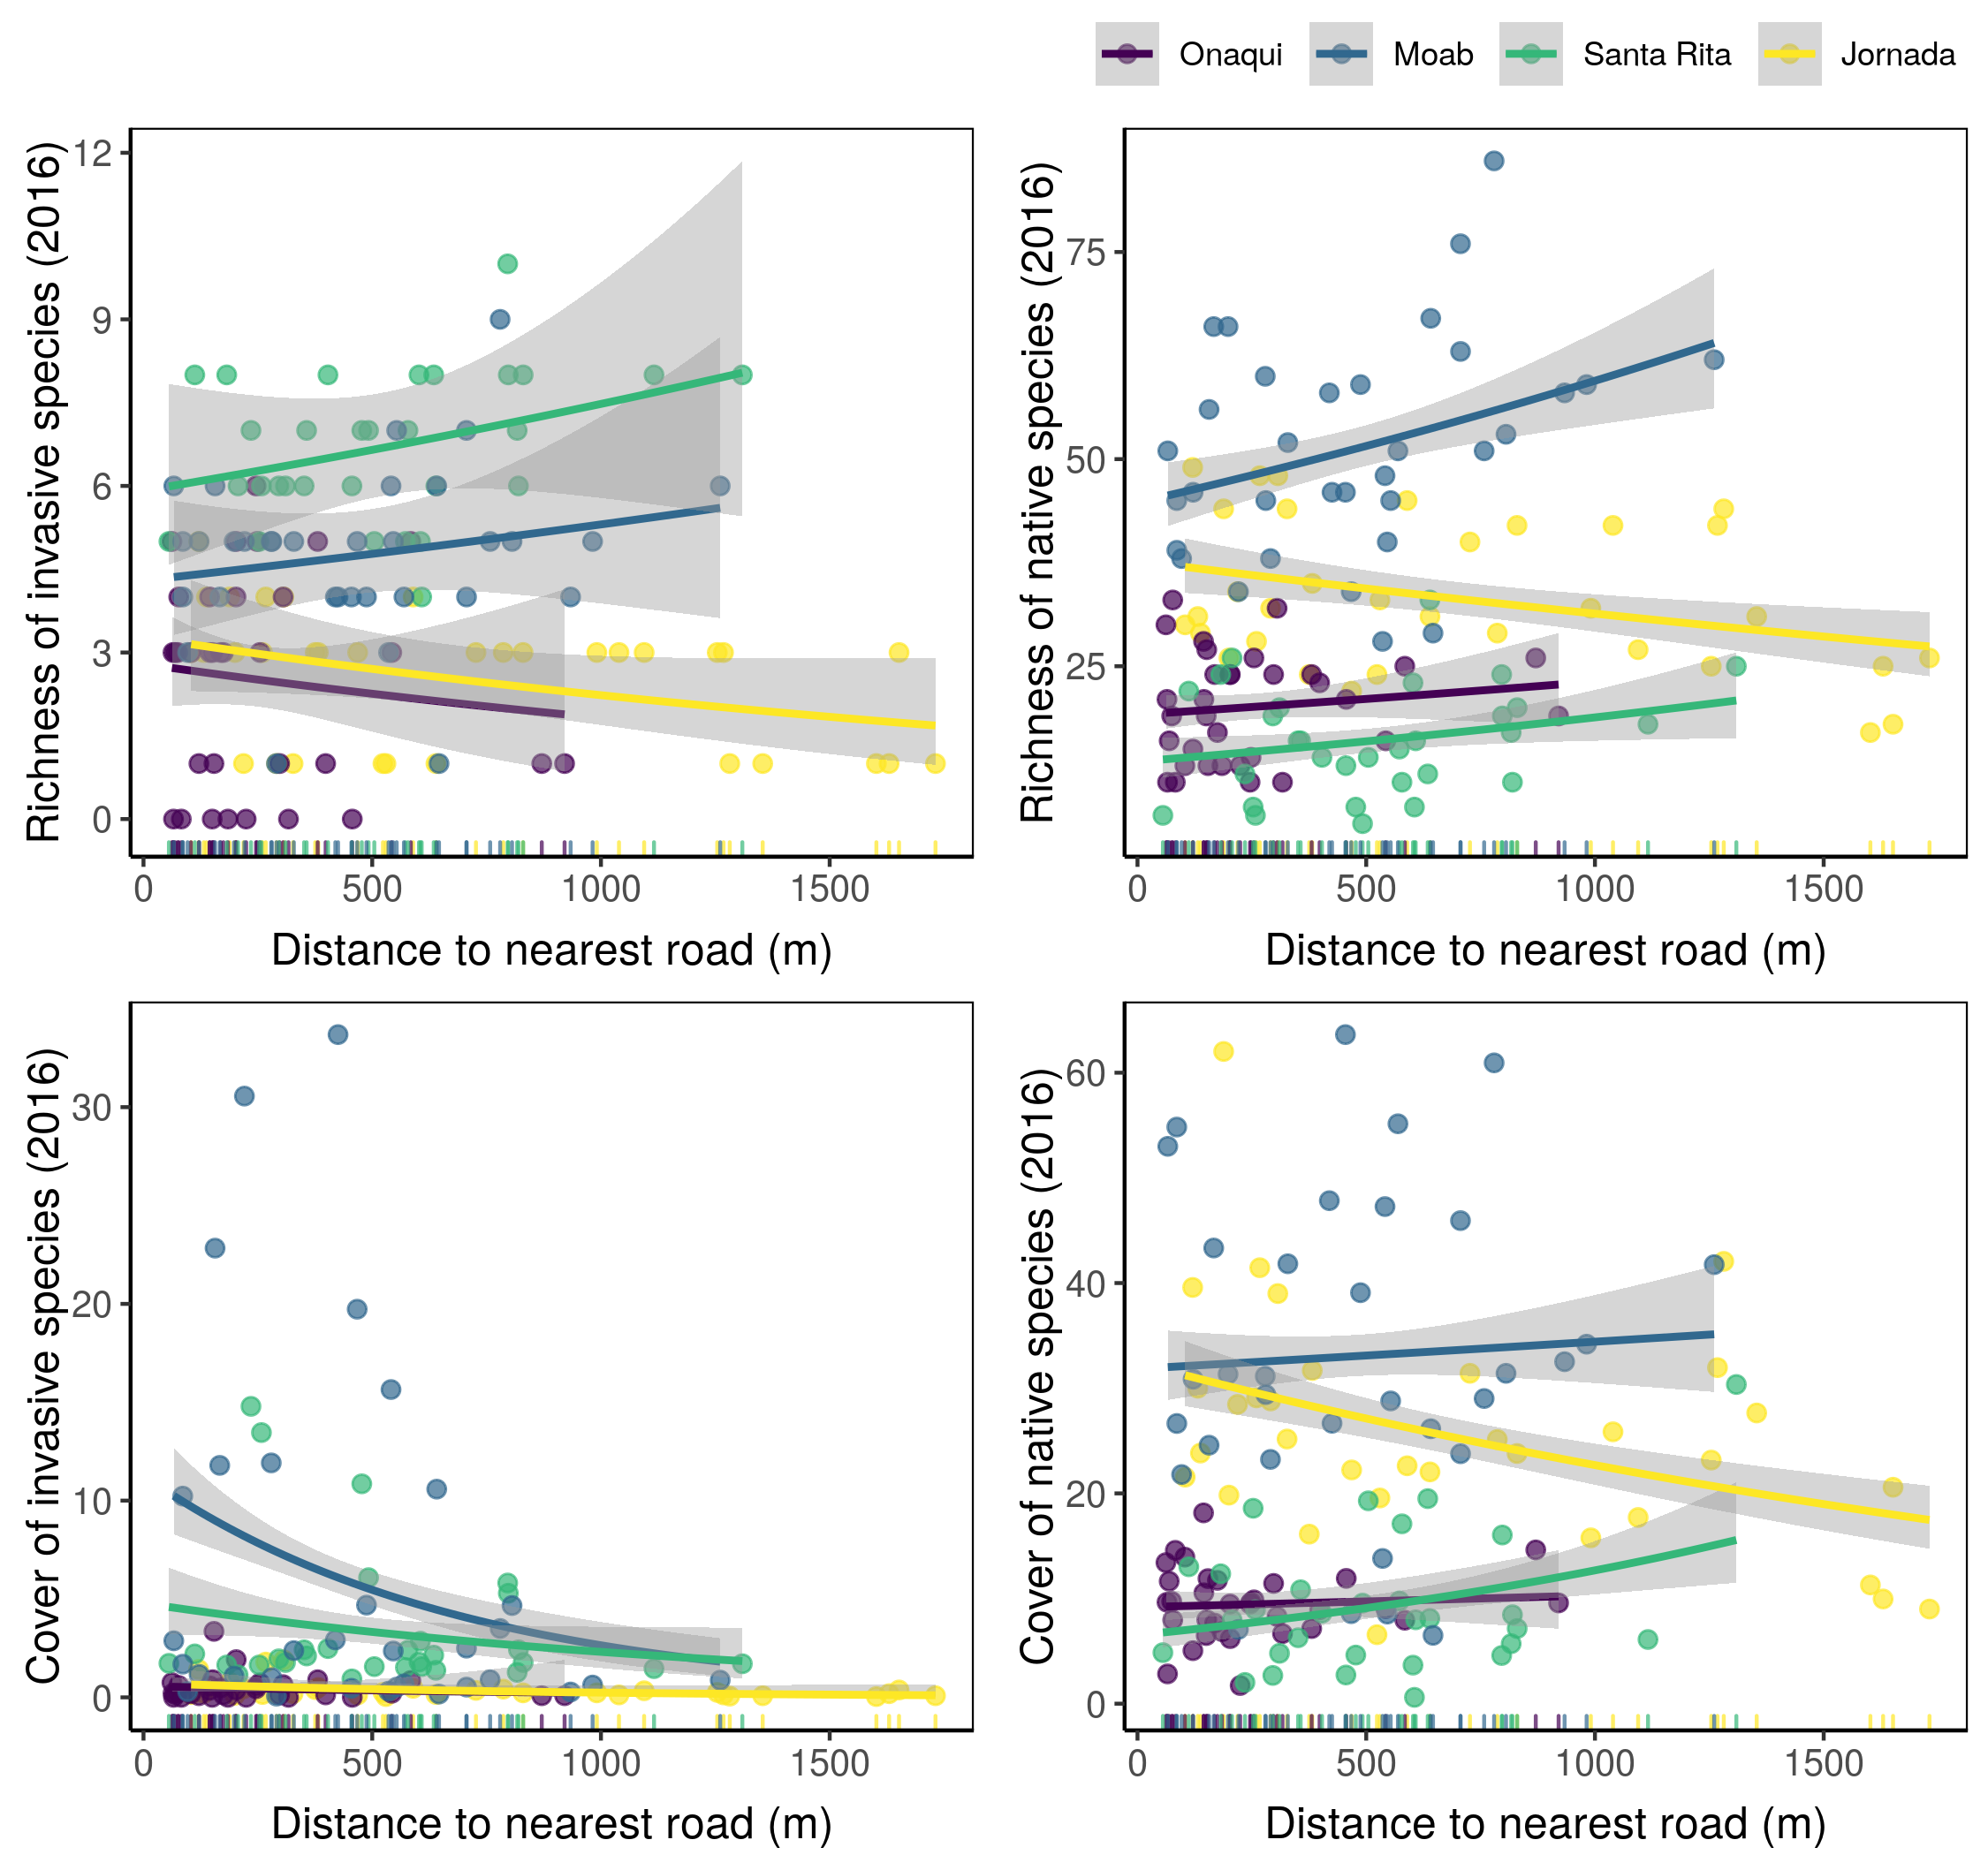 Onaqui Moab Santa Rita Jornada
Richness of invasive species (2016)
12
9
6
3
0
0 500 1000 1500
Distance to nearest road (m)
Richness of native species (2016)
75
50
25
0 500 1000 1500
Distance to nearest road (m)
Cover of invasive species (2016)
30
20
10
0
0 500 1000 1500
Distance to nearest road (m)
Cover of native species (2016)
60
40
20
0
0 500 1000 1500
Distance to nearest road (m)